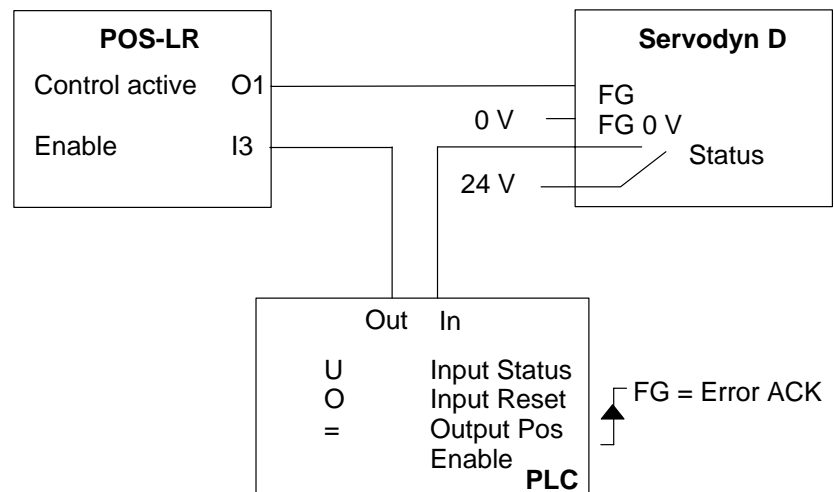 POS-LR
Control active O1
Enable I3
Servodyn D
FG
0 V FG 0 V
Status
24 V
Out In
U Input Status
O Input Reset
= Output Pos
Enable
PLC
FG = Error ACK